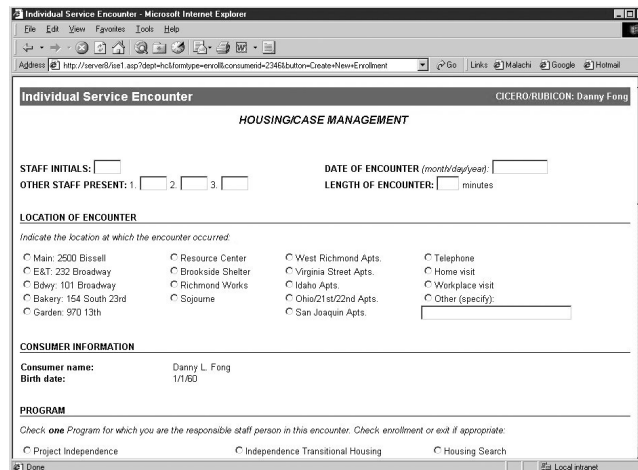 Individual Service Encounter - Microsoft Internet Explorer
File Edit View Favorites Tools Help
Address http://server8/ise1.asp?dept=hc&formtype=enroll&consumerid=2346&button=Create+New+Enrollment Go Links Malachi Google Hotmail
Individual Service Encounter CICERO/RUBICON: Danny Fong
HOUSING/CASE MANAGEMENT
STAFF INITIALS: DATE OF ENCOUNTER (month/day/year):
OTHER STAFF PRESENT: 1. 2. 3. LENGTH OF ENCOUNTER: minutes
LOCATION OF ENCOUNTER
Indicate the location at which the encounter occurred:
Main: 2500 Bissell Resource Center West Richmond Apts. Telephone
E&T: 232 Broadway Brookside Shelter Virginia Street Apts. Home visit
Bdwy: 101 Broadway Richmond Works Idaho Apts. Workplace visit
Bakery: 154 South 23rd Sojourne Ohio/21st/22nd Apts. Other (specify):
Garden: 970 13th San Joaquin Apts.
CONSUMER INFORMATION
Consumer name: Danny L. Fong
Birth date: 1/1/60
PROGRAM
Check one Program for which you are the responsible staff person in this encounter. Check enrollment or exit if appropriate:
Project Independence Independence Transitional Housing Housing Search
Done Local intranet